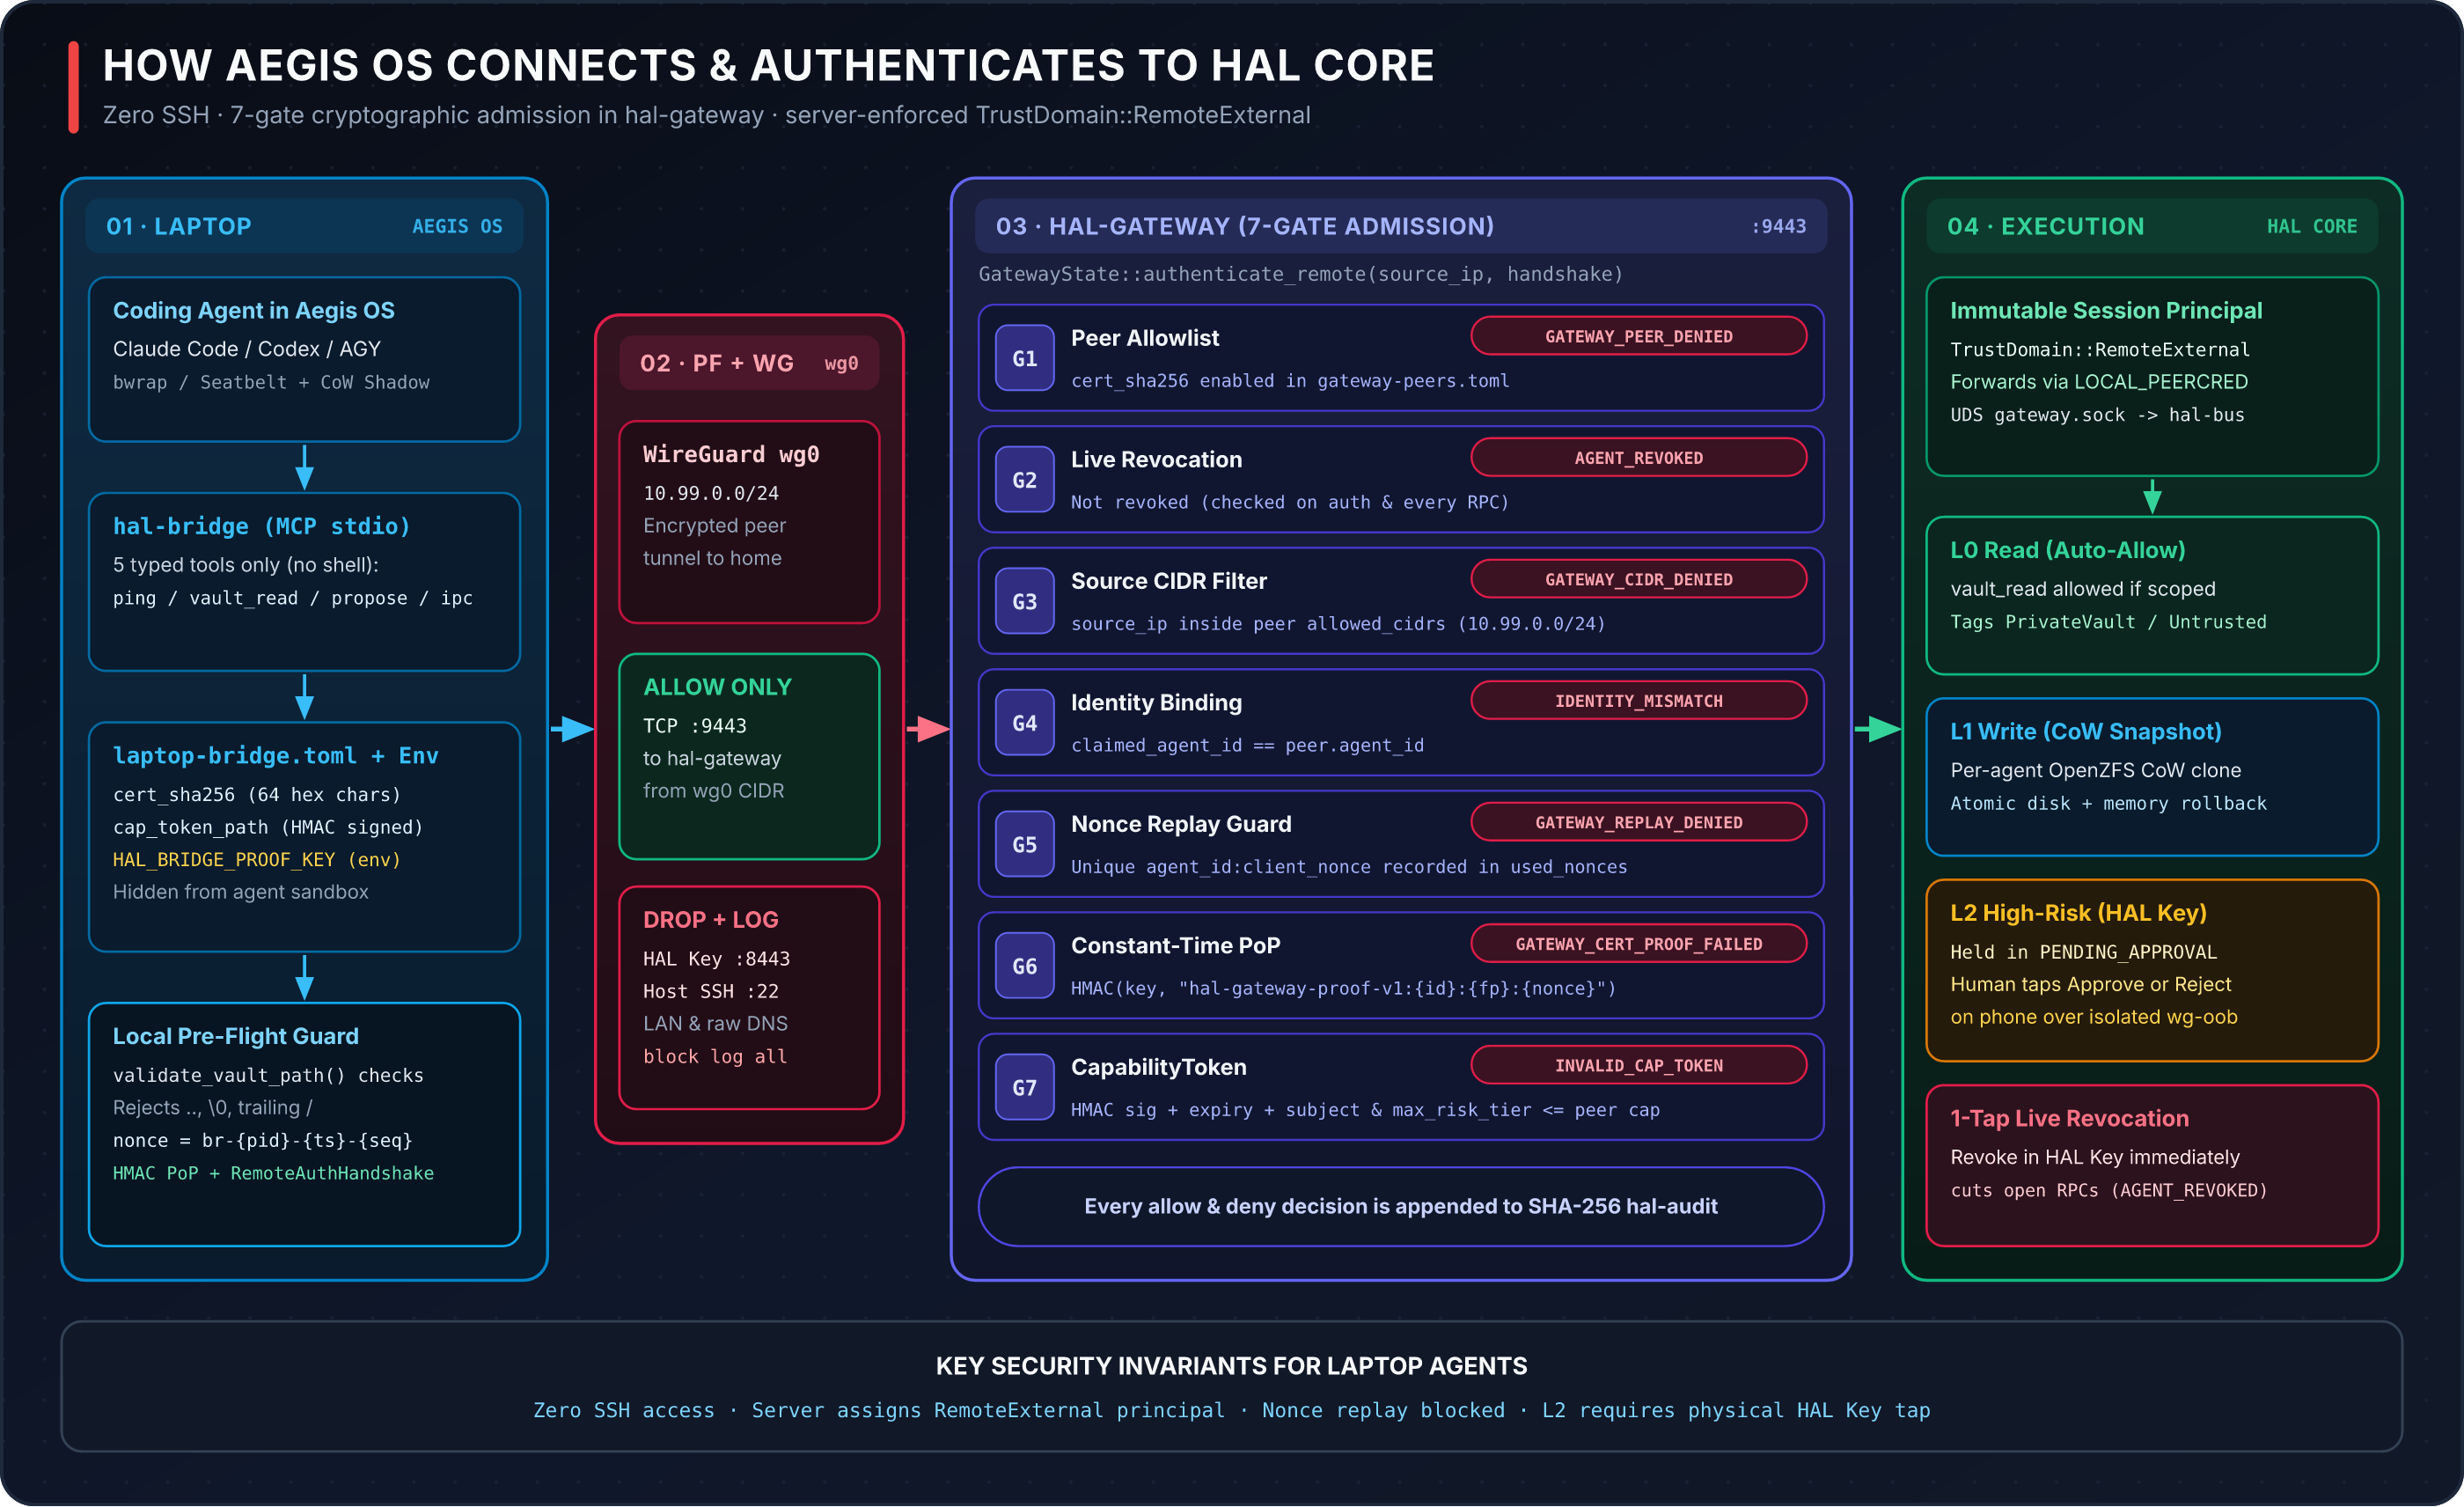 HOW AEGIS OS CONNECTS & AUTHENTICATES TO HAL CORE
Zero SSH · 7-gate cryptographic admission in hal-gateway · server-enforced TrustDomain::RemoteExternal
01 · LAPTOP
AEGIS OS
Coding Agent in Aegis OS
Claude Code / Codex / AGY
bwrap / Seatbelt + CoW Shadow
hal-bridge (MCP stdio)
5 typed tools only (no shell):
ping / vault_read / propose / ipc
laptop-bridge.toml + Env
cert_sha256 (64 hex chars)
cap_token_path (HMAC signed)
HAL_BRIDGE_PROOF_KEY (env)
Hidden from agent sandbox
Local Pre-Flight Guard
validate_vault_path() checks
Rejects .., \0, trailing /
nonce = br-{pid}-{ts}-{seq}
HMAC PoP + RemoteAuthHandshake
02 · PF + WG
wg0
WireGuard wg0
10.99.0.0/24
Encrypted peer
tunnel to home
ALLOW ONLY
TCP :9443
to hal-gateway
from wg0 CIDR
DROP + LOG
HAL Key :8443
Host SSH :22
LAN & raw DNS
block log all
03 · HAL-GATEWAY (7-GATE ADMISSION)
:9443
GatewayState::authenticate_remote(source_ip, handshake)
G1
Peer Allowlist
GATEWAY_PEER_DENIED
cert_sha256 enabled in gateway-peers.toml
G2
Live Revocation
AGENT_REVOKED
Not revoked (checked on auth & every RPC)
G3
Source CIDR Filter
GATEWAY_CIDR_DENIED
source_ip inside peer allowed_cidrs (10.99.0.0/24)
G4
Identity Binding
IDENTITY_MISMATCH
claimed_agent_id == peer.agent_id
G5
Nonce Replay Guard
GATEWAY_REPLAY_DENIED
Unique agent_id:client_nonce recorded in used_nonces
G6
Constant-Time PoP
GATEWAY_CERT_PROOF_FAILED
HMAC(key, "hal-gateway-proof-v1:{id}:{fp}:{nonce}")
G7
CapabilityToken
INVALID_CAP_TOKEN
HMAC sig + expiry + subject & max_risk_tier <= peer cap
Every allow & deny decision is appended to SHA-256 hal-audit
04 · EXECUTION
HAL CORE
Immutable Session Principal
TrustDomain::RemoteExternal
Forwards via LOCAL_PEERCRED
UDS gateway.sock -> hal-bus
L0 Read (Auto-Allow)
vault_read allowed if scoped
Tags PrivateVault / Untrusted
L1 Write (CoW Snapshot)
Per-agent OpenZFS CoW clone
Atomic disk + memory rollback
L2 High-Risk (HAL Key)
Held in PENDING_APPROVAL
Human taps Approve or Reject
on phone over isolated wg-oob
1-Tap Live Revocation
Revoke in HAL Key immediately
cuts open RPCs (AGENT_REVOKED)
KEY SECURITY INVARIANTS FOR LAPTOP AGENTS
Zero SSH access · Server assigns RemoteExternal principal · Nonce replay blocked · L2 requires physical HAL Key tap